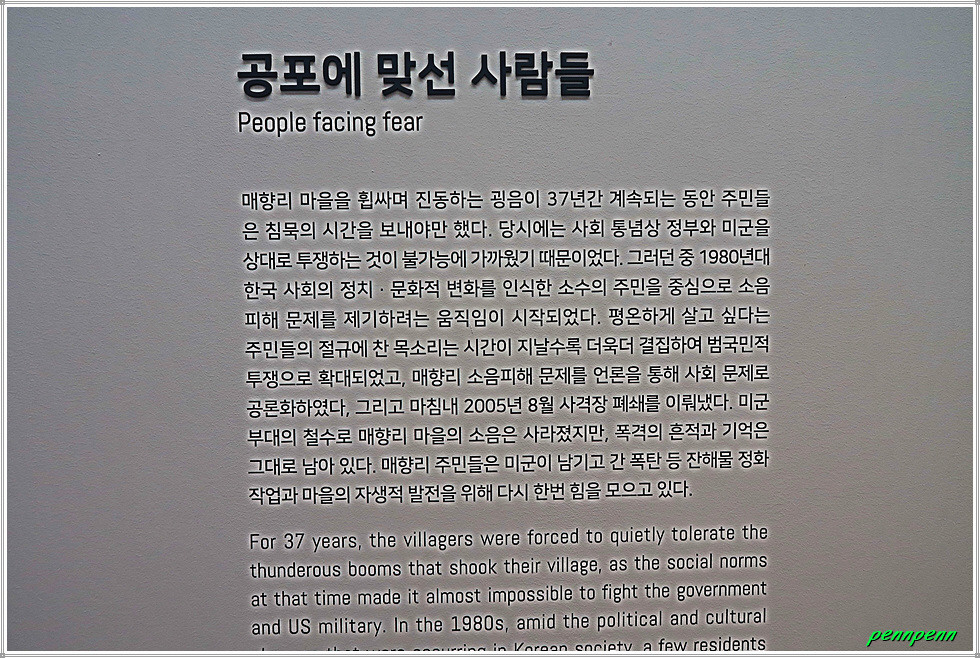 공포에 맞선 사람들
People facing fear
매향리 마을을 휩싸며 진동하는 굉음이 37년간 계속되는 동안 주민들
은 침묵의 시간을 보내야만 했다. 당시에는 사회 통념상 정부와 미군을
상대로 투쟁하는 것이 불가능에 가까웠기 때문이었다. 그러던 중 1980년대
한국 사회의 정치 · 문화적 변화를 인식한 소수의 주민을 중심으로 소음
피해 문제를 제기하려는 움직임이 시작되었다. 평온하게 살고 싶다는
주민들의 절규에 찬 목소리는 시간이 지날수록 더욱더 결집하여 범국민적
투쟁으로 확대되었고, 매향리 소음피해 문제를 언론을 통해 사회 문제로
공론화하였다, 그리고 마침내 2005년 8월 사격장 폐쇄를 이뤄냈다. 미군
부대의 철수로 매향리 마을의 소음은 사라졌지만, 폭격의 흔적과 기억은
그대로 남아 있다. 매향리 주민들은 미군이 남기고 간 폭탄 등 잔해물 정화
작업과 마을의 자생적 발전을 위해 다시 한번 힘을 모으고 있다.
For 37 years, the villagers were forced to quietly tolerate the
thunderous booms that shook their village, as the social norms
at that time made it almost impossible to fight the government
and US military. In the 1980s, amid the political and cultural
that were occurring in Korean society, a few residents
pennpenn